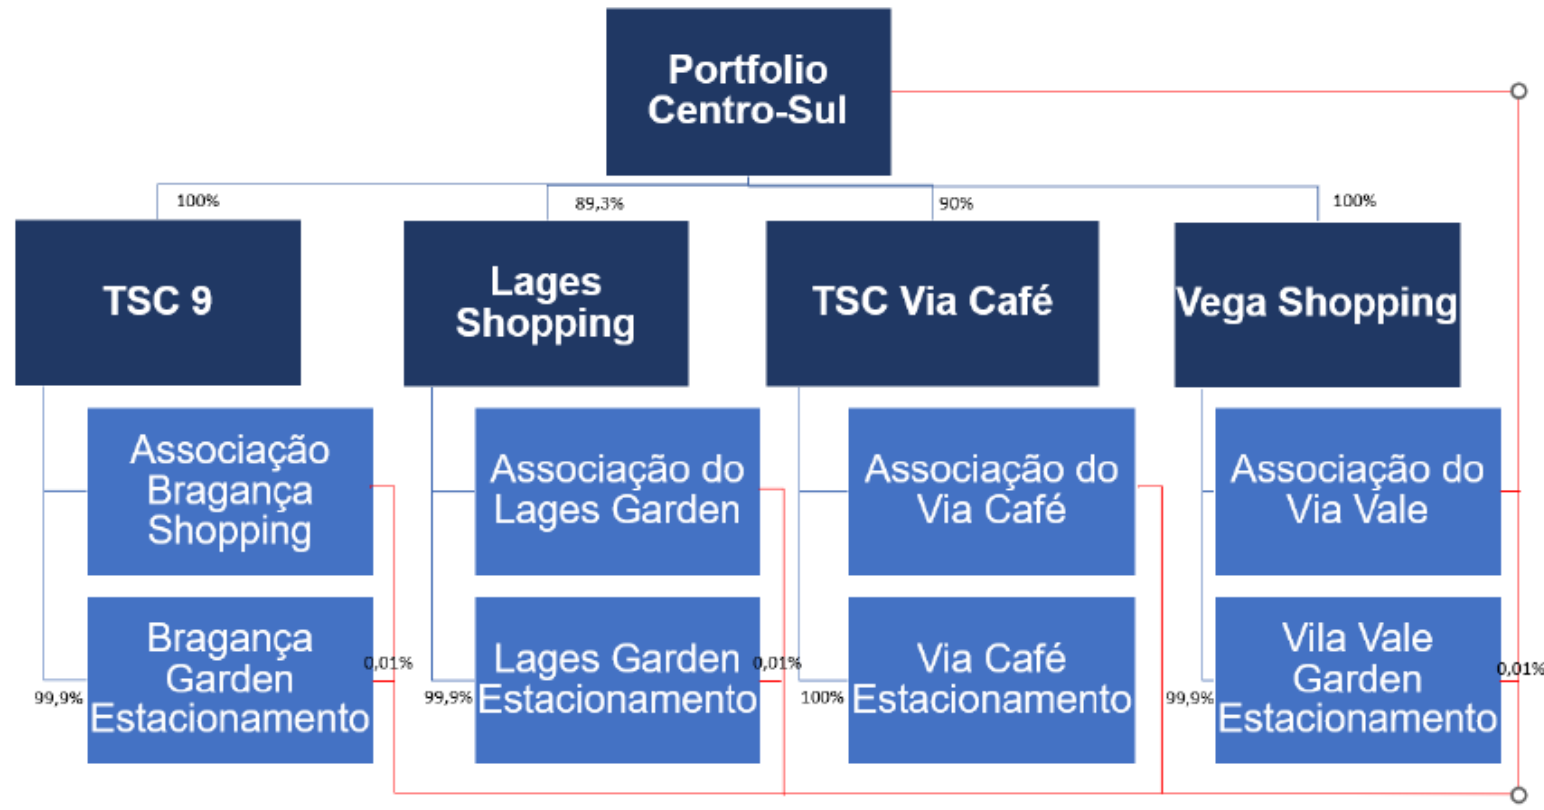 Portfolio
Centro-Sul
100%
89,3%
90%
100%
TSC 9
Lages
Shopping
TSC Via Café
Vega Shopping
Associação
Bragança
Shopping
Associação do
Lages Garden
Associação do
Via Café
Associação do
Via Vale
Bragança
Garden
Estacionamento
99,9%
0,01%
Lages Garden
Estacionamento
99,9%
0,01%
Via Café
Estacionamento
100%
Vila Vale
Garden
Estacionamento
99,9%
0,01%